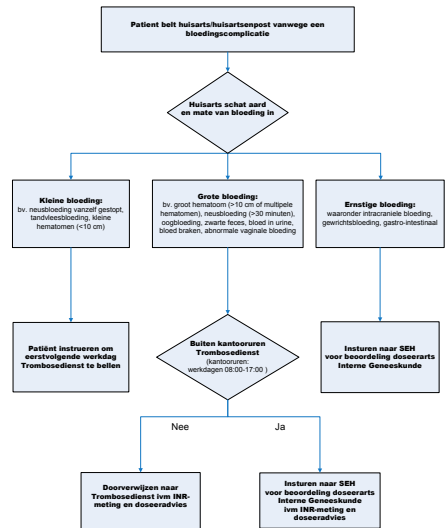 Patient belt huisarts/huisartsenpost vanwege een
bloedingscomplicatie
Huisarts schat aard
en mate van bloeding in
Kleine bloeding:
bv. neusbloeding vanzelf gestopt,
tandvleesbloeding, kleine
hematomen (<10 cm)
Grote bloeding:
bv. groot hematoom (>10 cm of multipele
hematomen), neusbloeding (>30 minuten),
oogbloeding, zwarte feces, bloed in urine,
bloed braken, abnormale vaginale bloeding
Ernstige bloeding:
waaronder intracraniele bloeding,
gewrichtsbloeding, gastro-intestinaal
Patiënt instrueren om
eerstvolgende werkdag
Trombosedienst te bellen
Buiten kantooruren
Trombosedienst
(kantooruren:
werkdagen 08:00-17:00 )
Insturen naar SEH
voor beoordeling doseerarts
Interne Geneeskunde
Nee
Ja
Doorverwijzen naar
Trombosedienst ivm INR-
meting en doseeradvies
Insturen naar SEH
voor beoordeling doseerarts
Interne Geneeskunde
ivm INR-meting en
doseeradvies